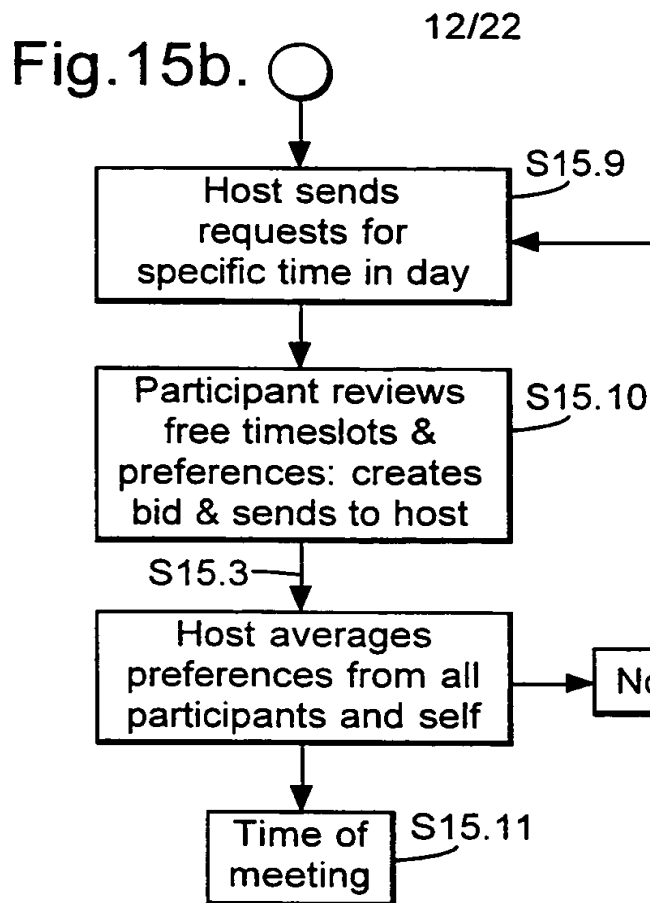 12/22
Fig.15b.
S15.9
Host sends
requests for
specific time in day
S15.10
Participant reviews
free timeslots &
preferences: creates
bid & sends to host
S15.3
Host averages
preferences from all
participants and self
S15.11
Time of
meeting